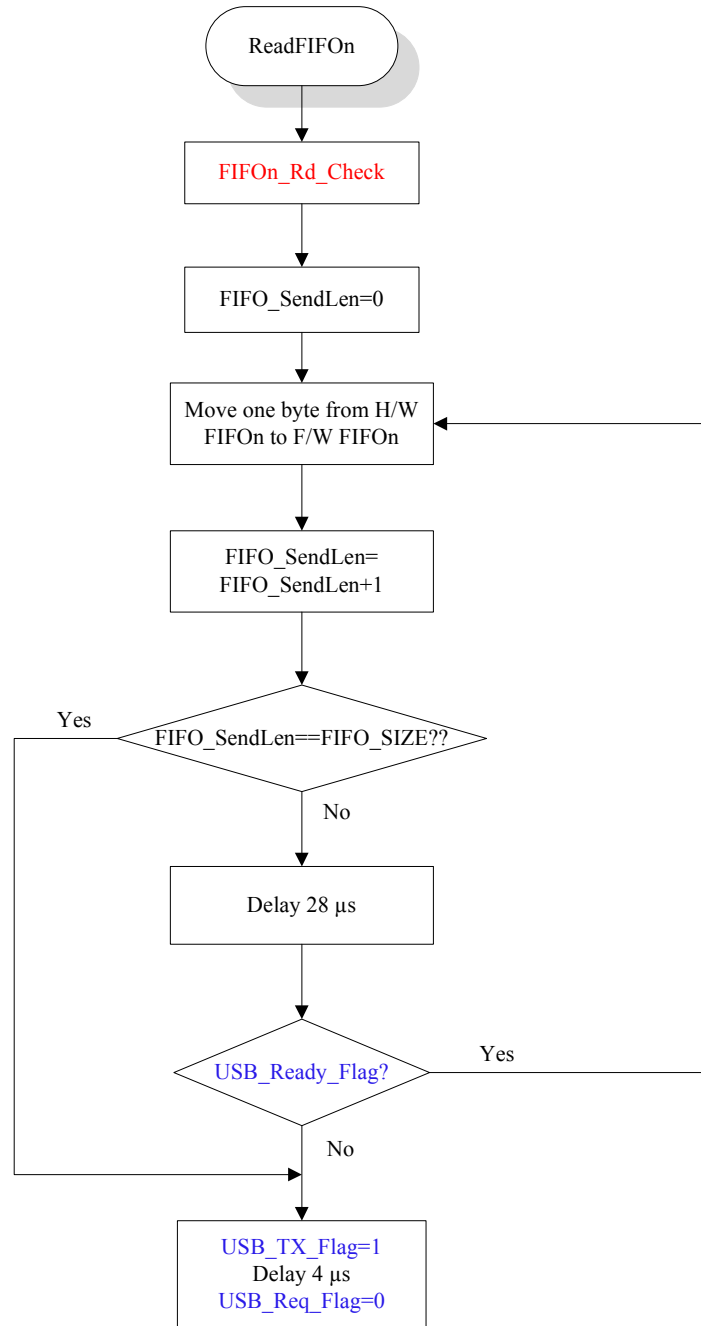 ReadFIFOn
FIFOn_Rd_Check
FIFO_SendLen=0
Move one byte from H/W
FIFOn to F/W FIFOn
FIFO_SendLen=
FIFO_SendLen+1
Yes
FIFO_SendLen==FIFO_SIZE??
No
Delay 28 µs
Yes
USB_Ready_Flag?
No
USB_TX_Flag=1
Delay 4 µs
USB_Req_Flag=0